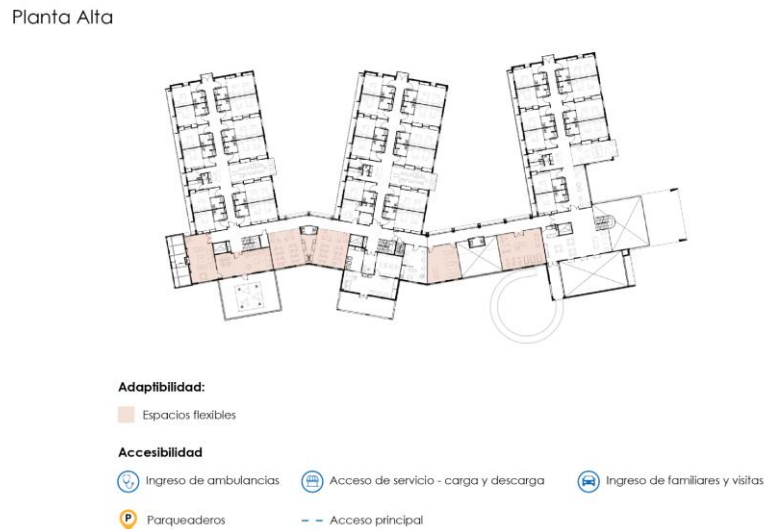 Planta Alta
Adaptibilidad:
Espacios flexibles
Accesibilidad
Ingreso de ambulancias
Acceso de servicio - carga y descarga
Ingreso de familiares y visitas
P Parqueaderos
Acceso principal